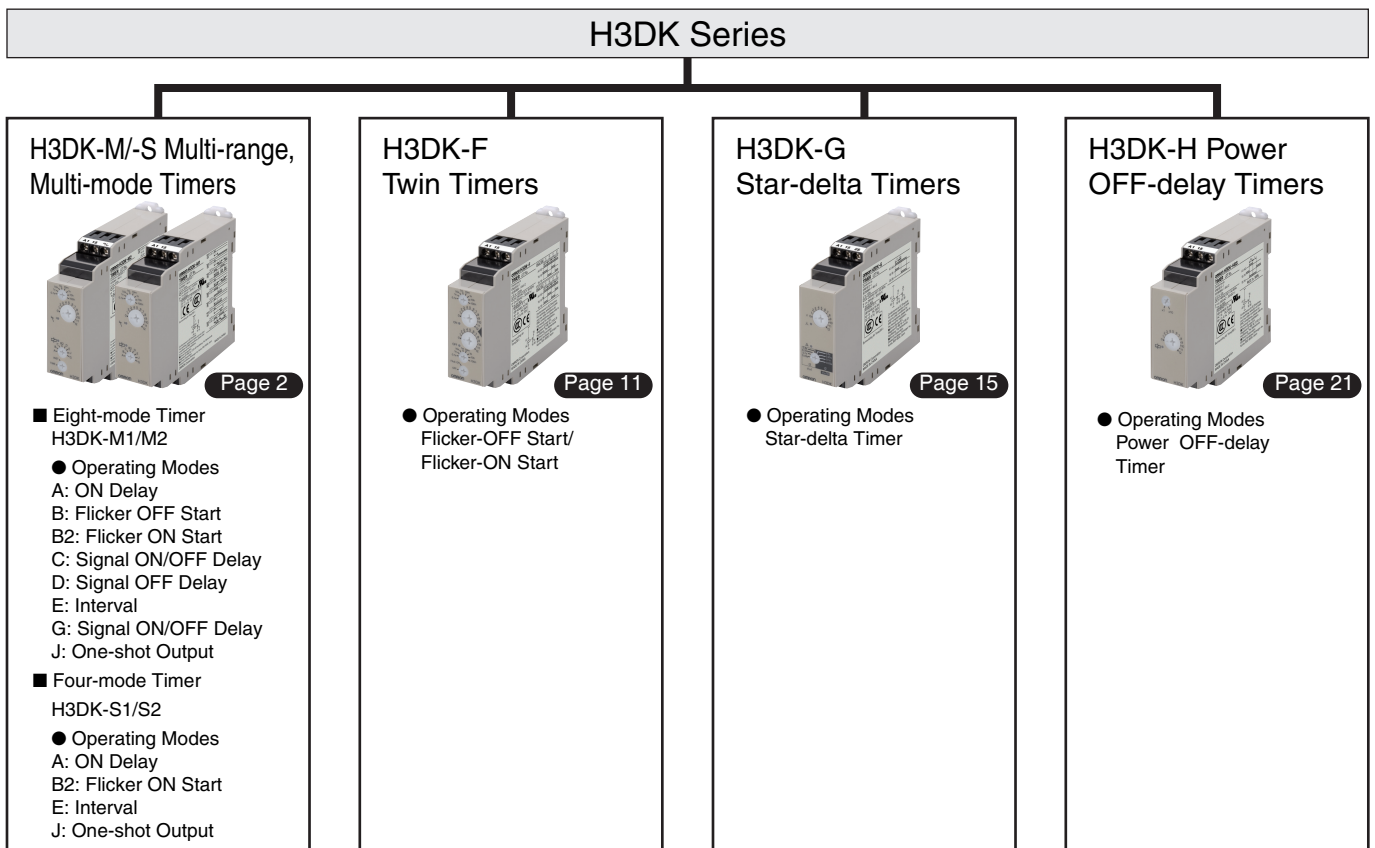 H3DK Series
H3DK-M/-S Multi-range,
Multi-mode Timers
Page 2
■ Eight-mode Timer
H3DK-M1/M2
● Operating Modes
A: ON Delay
B: Flicker OFF Start
B2: Flicker ON Start
C: Signal ON/OFF Delay
D: Signal OFF Delay
E: Interval
G: Signal ON/OFF Delay
J: One-shot Output
■ Four-mode Timer
H3DK-S1/S2
● Operating Modes
A: ON Delay
B2: Flicker ON Start
E: Interval
J: One-shot Output
H3DK-F
Twin Timers
Page 11
● Operating Modes
Flicker-OFF Start/
Flicker-ON Start
H3DK-G
Star-delta Timers
Page 15
● Operating Modes
Star-delta Timer
H3DK-H Power
OFF-delay Timers
Page 21
● Operating Modes
Power OFF-delay
Timer